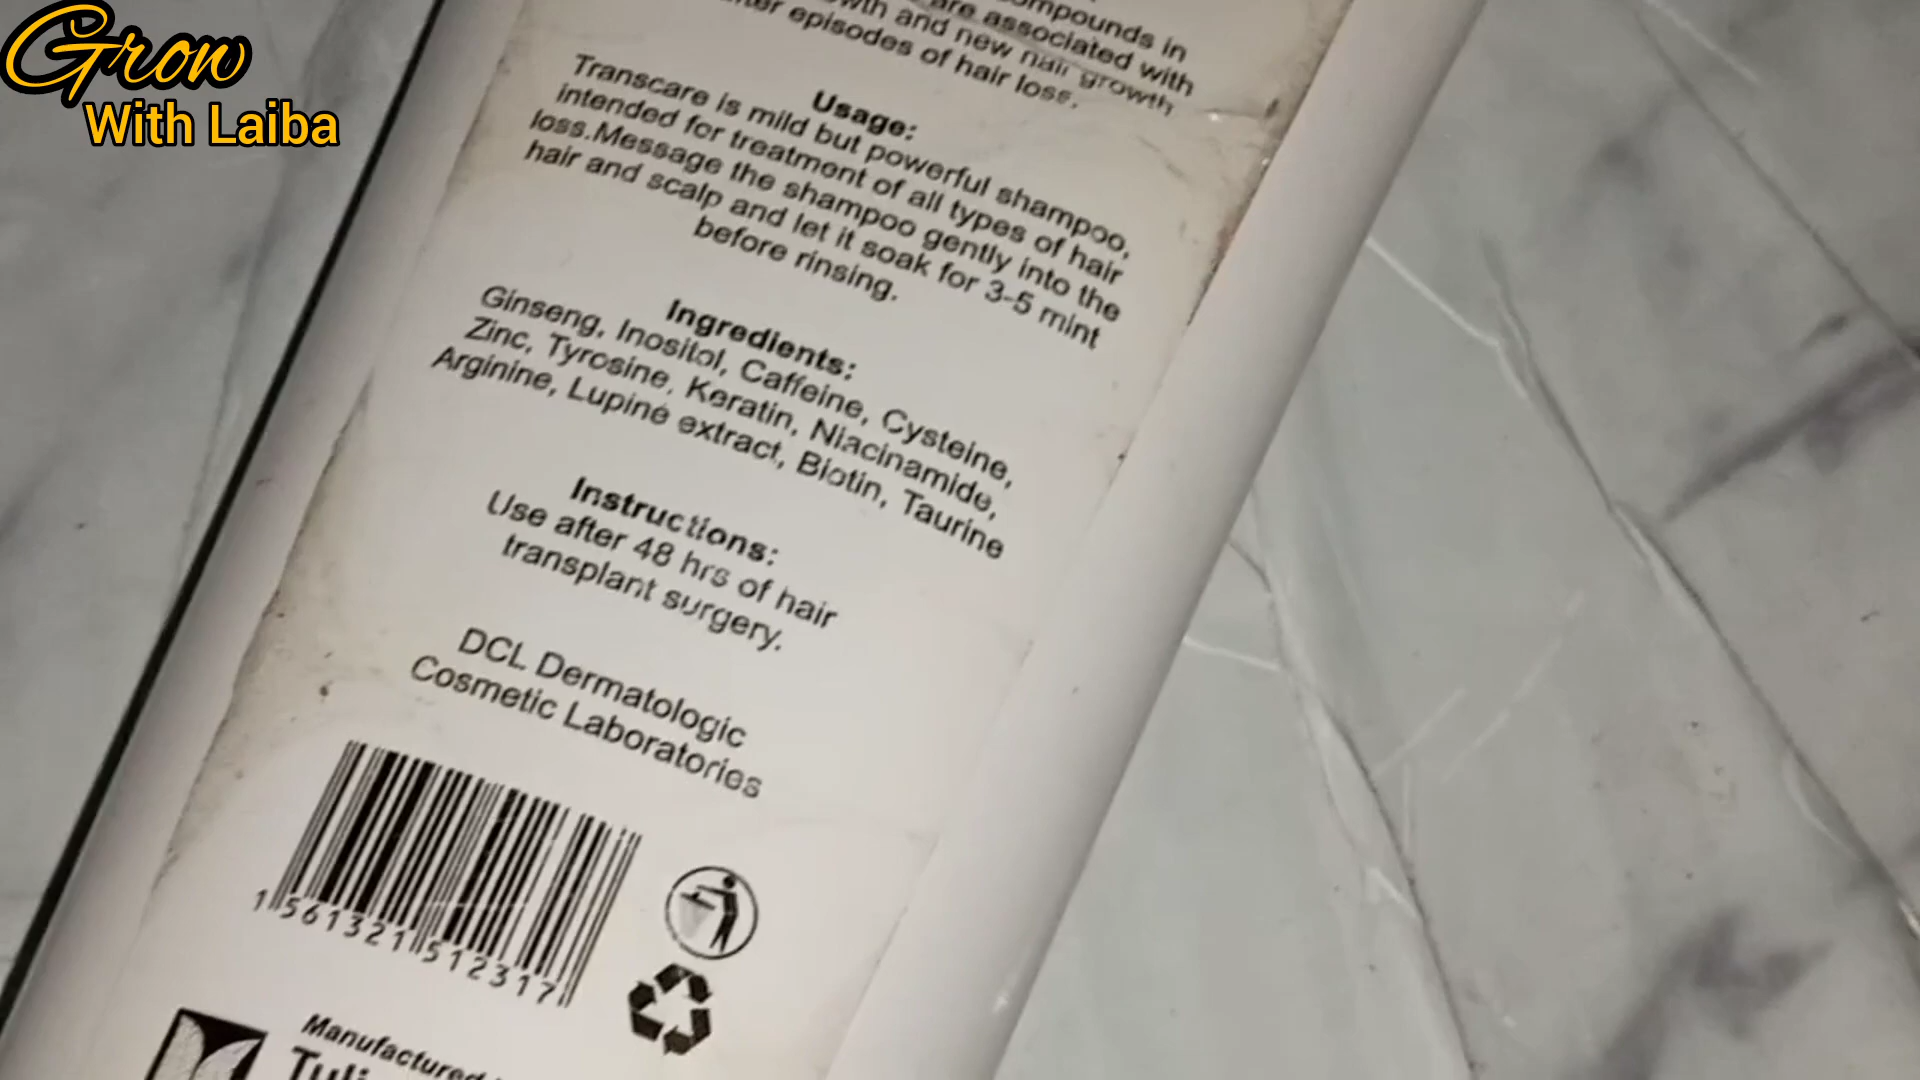 Grow
With Laiba
compounds in
are associated with
and new hair growth
after episodes of hair loss.
Usage:
Transcare is mild but powerful shampoo,
intended for treatment of all types of hair
loss.Message the shampoo gently into the
hair and scalp and let it soak for 3-5 mint
before rinsing.
Ingredients:
Ginseng, Inositol, Caffeine, Cysteine,
Zinc, Tyrosine, Keratin, Niacinamide,
Arginine, Lupine extract, Biotin, Taurine
Instructions:
Use after 48 hrs of hair
transplant surgery.
DCL Dermatologic
Cosmetic Laboratories
1 561321 512317
Manufactured